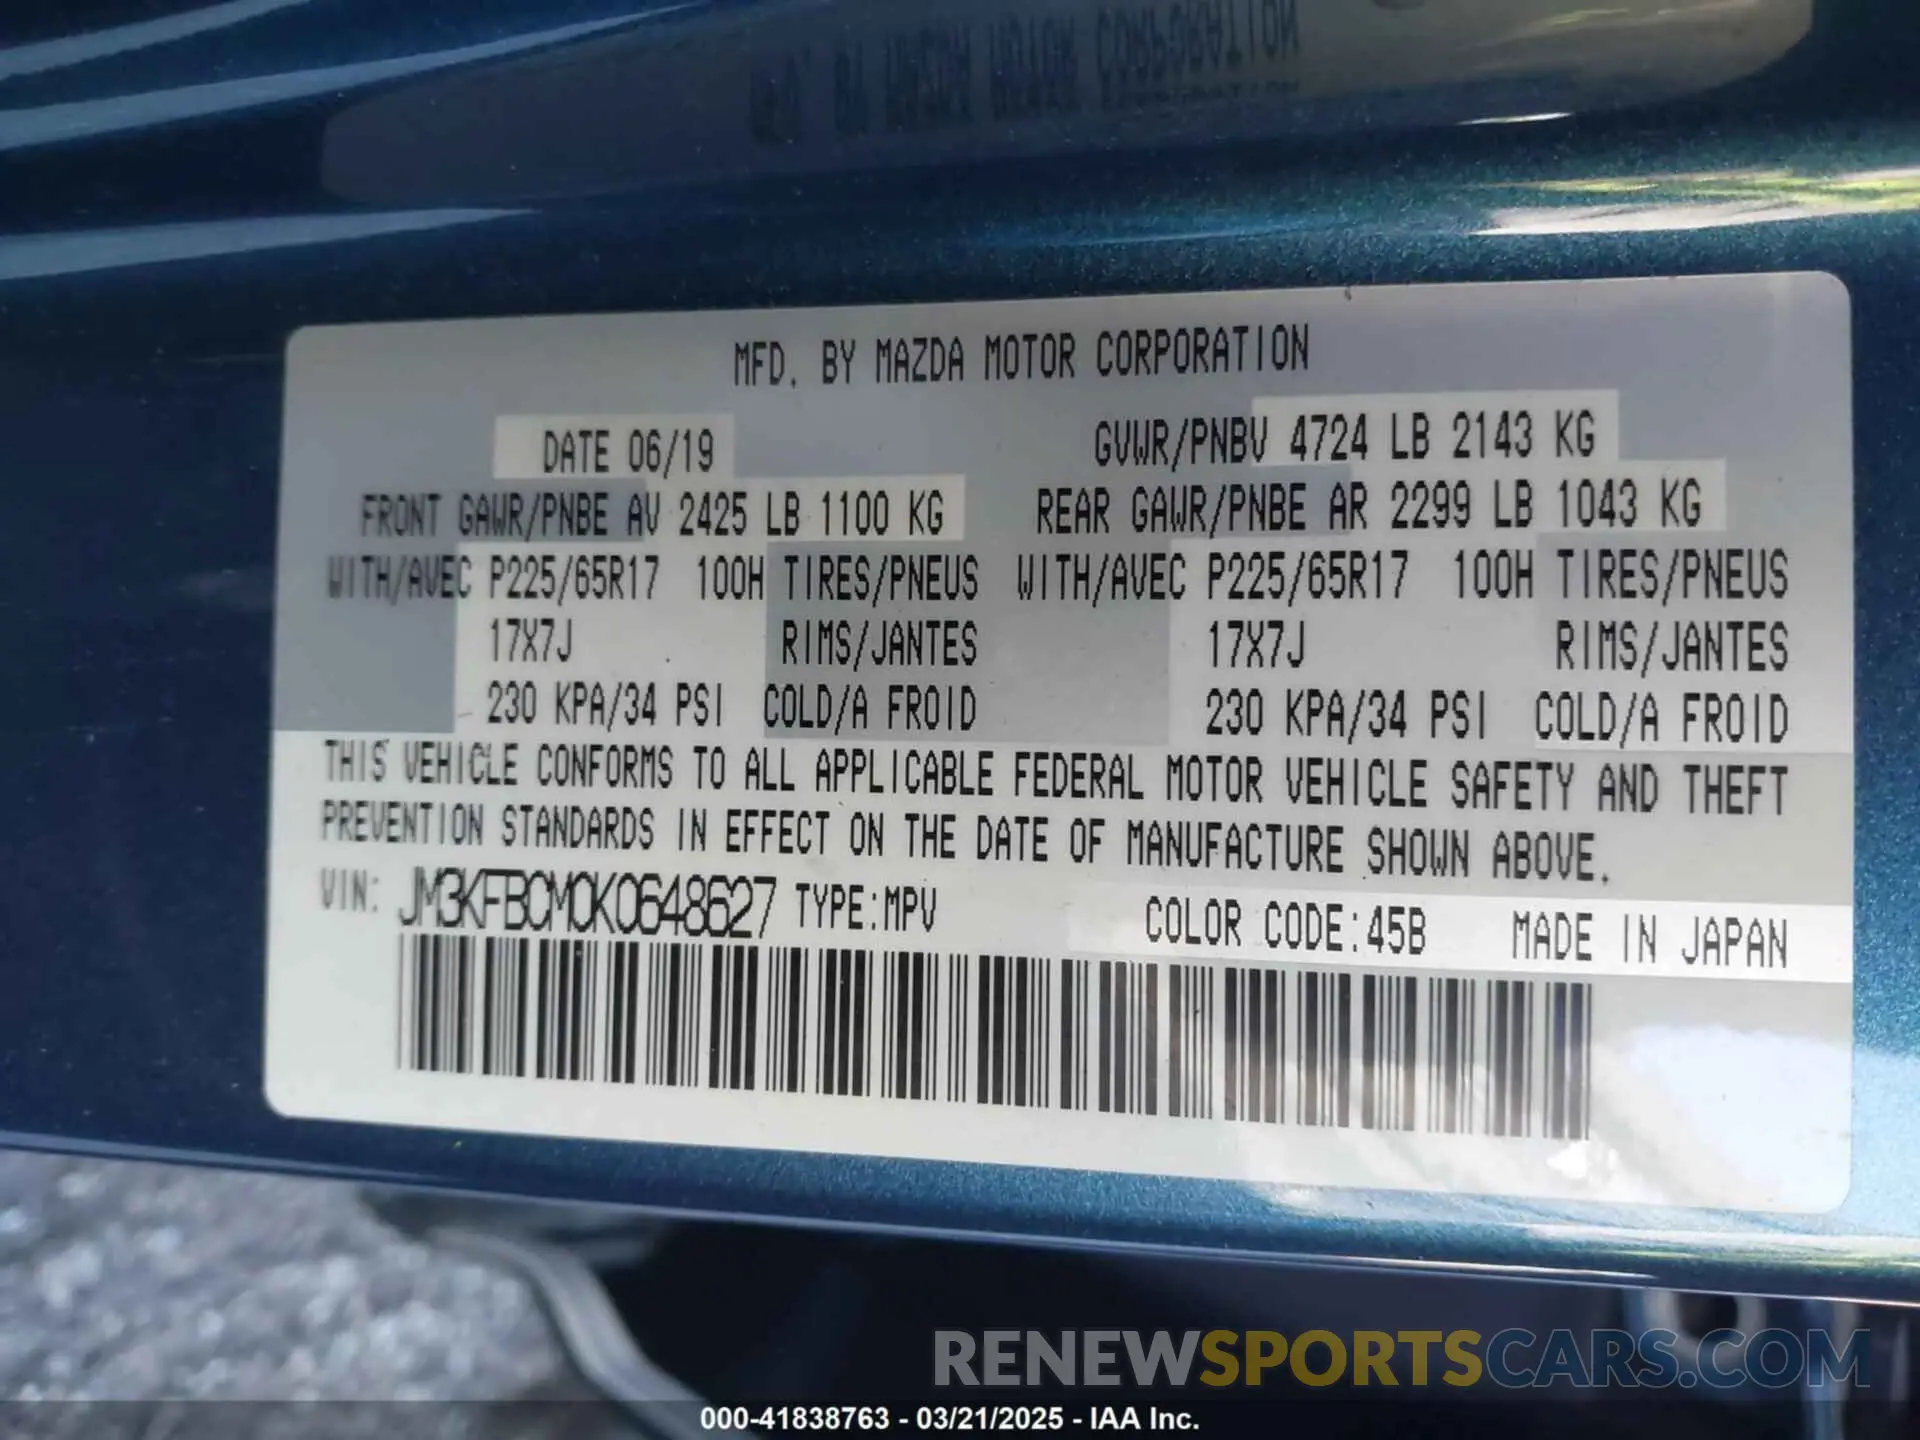 MFD. BY MAZDA MOTOR CORPORATION
DATE 06/19 GVWR/PNBV 4724 LB 2143 KG
FRONT GAWR/PNBE AV 2425 LB 1100 KG REAR GAWR/PNBE AR 2299 LB 1043 KG
WITH/AVEC P225/65R17 100H TIRES/PNEUS WITH/AVEC P225/65R17 100H TIRES/PNEUS
17X7J RIMS/JANTES 17X7J RIMS/JANTES
230 KPA/34 PSI COLD/A FROID 230 KPA/34 PSI COLD/A FROID
THIS VEHICLE CONFORMS TO ALL APPLICABLE FEDERAL MOTOR VEHICLE SAFETY AND THEFT
PREVENTION STANDARDS IN EFFECT ON THE DATE OF MANUFACTURE SHOWN ABOVE.
VIN: JM3KFBCM0K0648627 TYPE:MPV COLOR CODE:45B MADE IN JAPAN
RENEWSPORTSCARS.COM
000-41838763 - 03/21/2025 - IAA Inc.